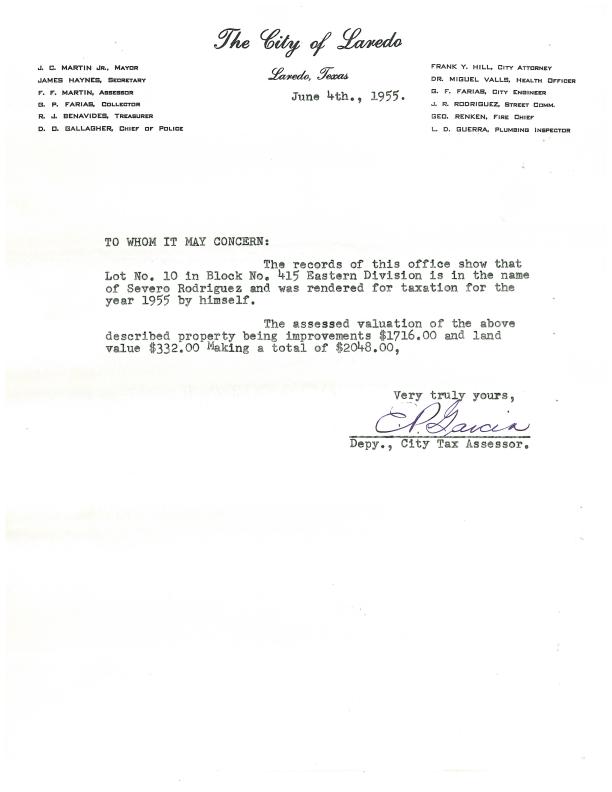 The City of Laredo
Laredo, Texas
June 4th., 1955.
J. C. MARTIN JR., MAYOR
JAMES HAYNES, SECRETARY
F. F. MARTIN, ASSESSOR
G. P. FARIAS, COLLECTOR
R. J. BENAVIDES, TREASURER
D. D. GALLAGHER, CHIEF OF POLICE
FRANK Y. HILL, CITY ATTORNEY
DR. MIGUEL VALLS, HEALTH OFFICER
G. F. FARIAS, CITY ENGINEER
J. R. RODRIGUEZ, STREET COMM.
GEO. RENKEN, FIRE CHIEF
L. D. GUERRA, PLUMBING INSPECTOR
TO WHOM IT MAY CONCERN:
The records of this office show that
Lot No. 10 in Block No. 415 Eastern Division is in the name
of Severo Rodriguez and was rendered for taxation for the
year 1955 by himself.
The assessed valuation of the above
described property being improvements $1716.00 and land
value $332.00 Making a total of $2048.00,
Very truly yours,
E.P. Garcia
Depy., City Tax Assessor.